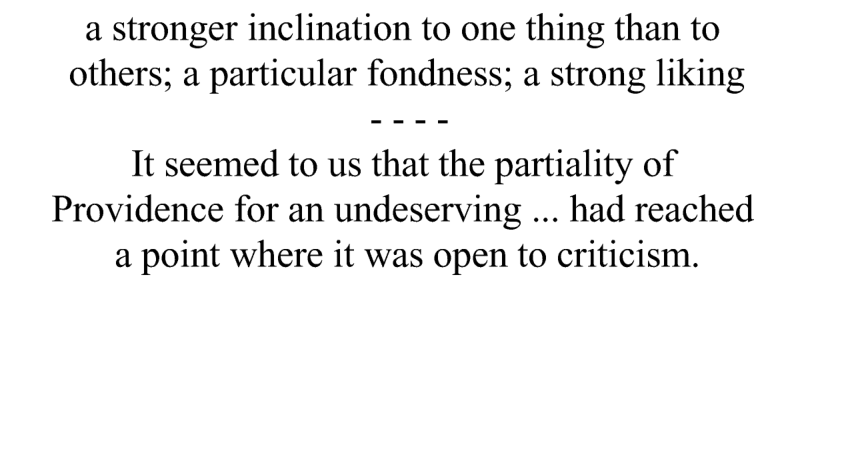 a stronger inclination to one thing than to
others; a particular fondness; a strong liking
- - - -
It seemed to us that the partiality of
Providence for an undeserving ... had reached
a point where it was open to criticism.